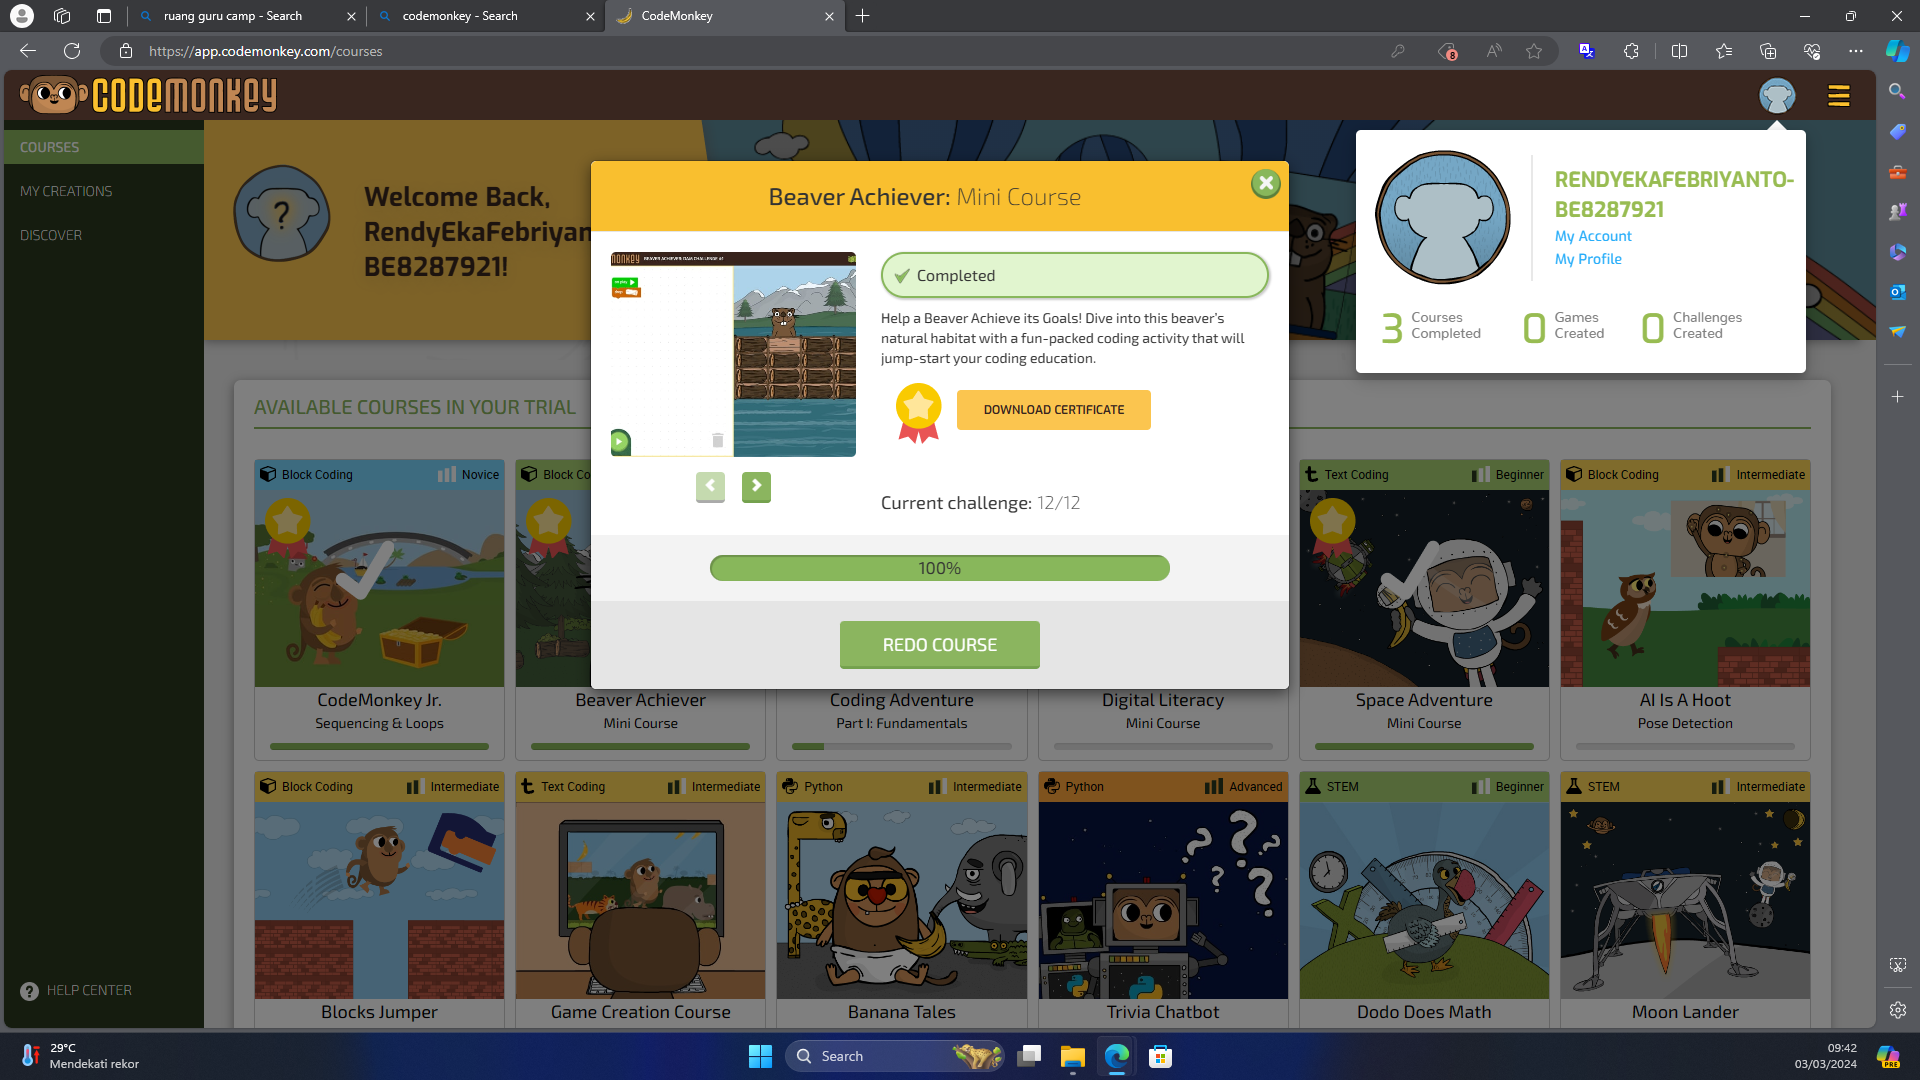 ruang guru camp - Search
codemonkey - Search
CodeMonkey
https://app.codemonkey.com/courses
8
CODEMONKEY
COURSES
MY CREATIONS
DISCOVER
HELP CENTER
Welcome Back,
RendyEkaFebriyan
BE8287921!
RENDYEKAFEBRIYANTO-
BE8287921
My Account
My Profile
3 Courses Completed
0 Games Created
0 Challenges Created
Beaver Achiever: Mini Course
Completed
Help a Beaver Achieve its Goals! Dive into this beaver's
natural habitat with a fun-packed coding activity that will
jump-start your coding education.
DOWNLOAD CERTIFICATE
Current challenge: 12/12
100%
REDO COURSE
AVAILABLE COURSES IN YOUR TRIAL
Block Coding Novice
Block Co
Text Coding Beginner
Block Coding Intermediate
CodeMonkey Jr.
Sequencing & Loops
Beaver Achiever
Mini Course
Coding Adventure
Part I: Fundamentals
Digital Literacy
Mini Course
Space Adventure
Mini Course
AI Is A Hoot
Pose Detection
Block Coding Intermediate
Text Coding Intermediate
Python Intermediate
Python Advanced
STEM Beginner
STEM Intermediate
Blocks Jumper
Game Creation Course
Banana Tales
Trivia Chatbot
Dodo Does Math
Moon Lander
29°C
Mendekati rekor
Search
09:42
03/03/2024
PRE